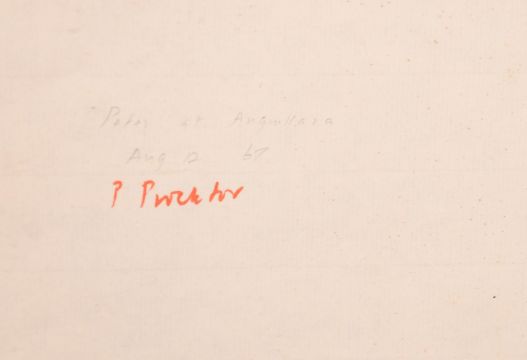 Peter at Anguillara
Aug 12 67
P Procktor